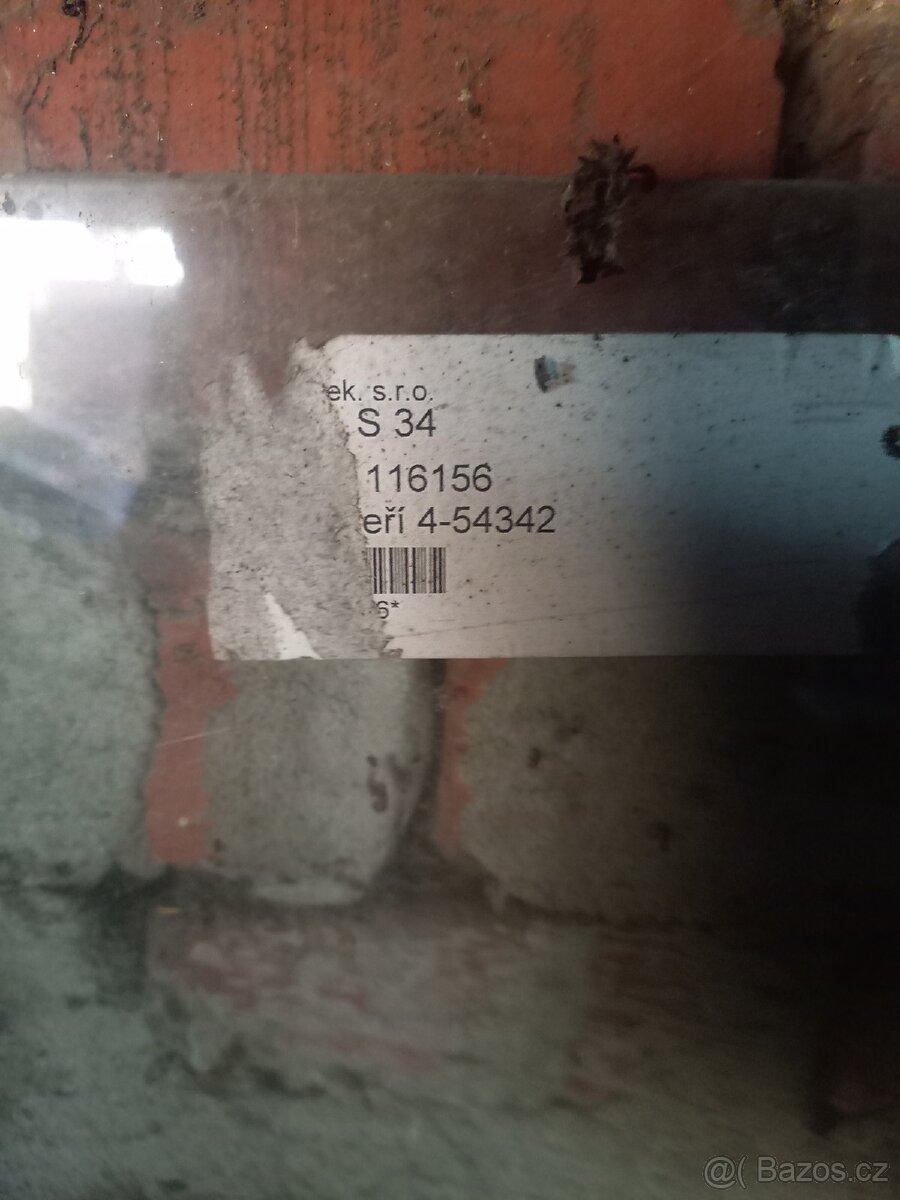 ek. s.r.o.
S 34
116156
eří 4-54342
6*
@( Bazos.cz